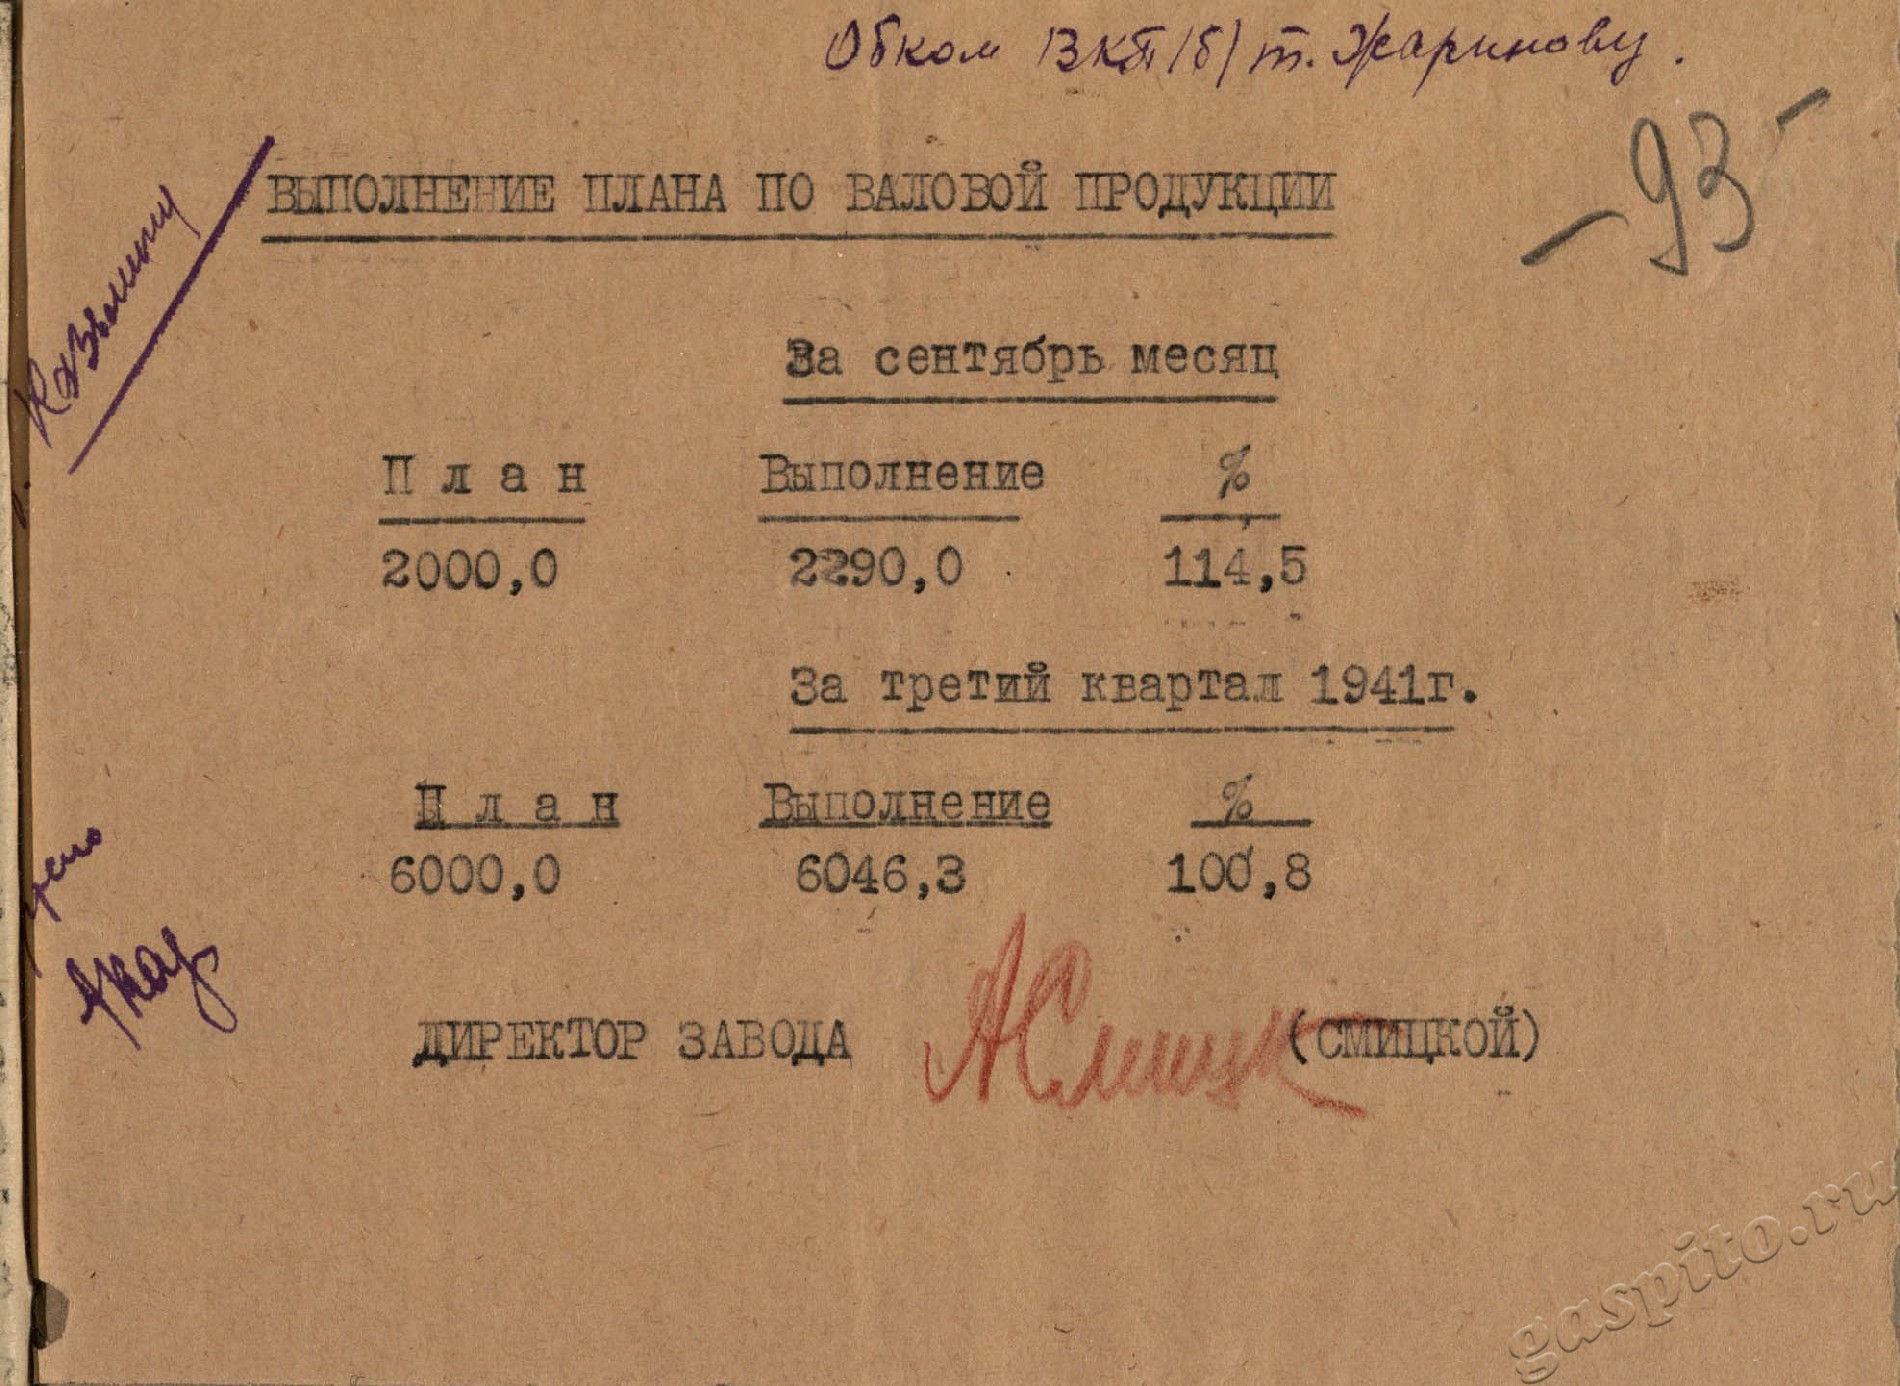 Обком ВКП/б/ т. Жаринову.
-93-
ВЫПОЛНЕНИЕ ПЛАНА ПО ВАЛОВОЙ ПРОДУКЦИИ
За сентябрь месяц
План Выполнение %
2000,0 2290,0 114,5
За третий квартал 1941г.
План Выполнение %
6000,0 6046,3 100,8
ДИРЕКТОР ЗАВОДА АСмицк (СМИЦКОЙ)
gaspito.ru